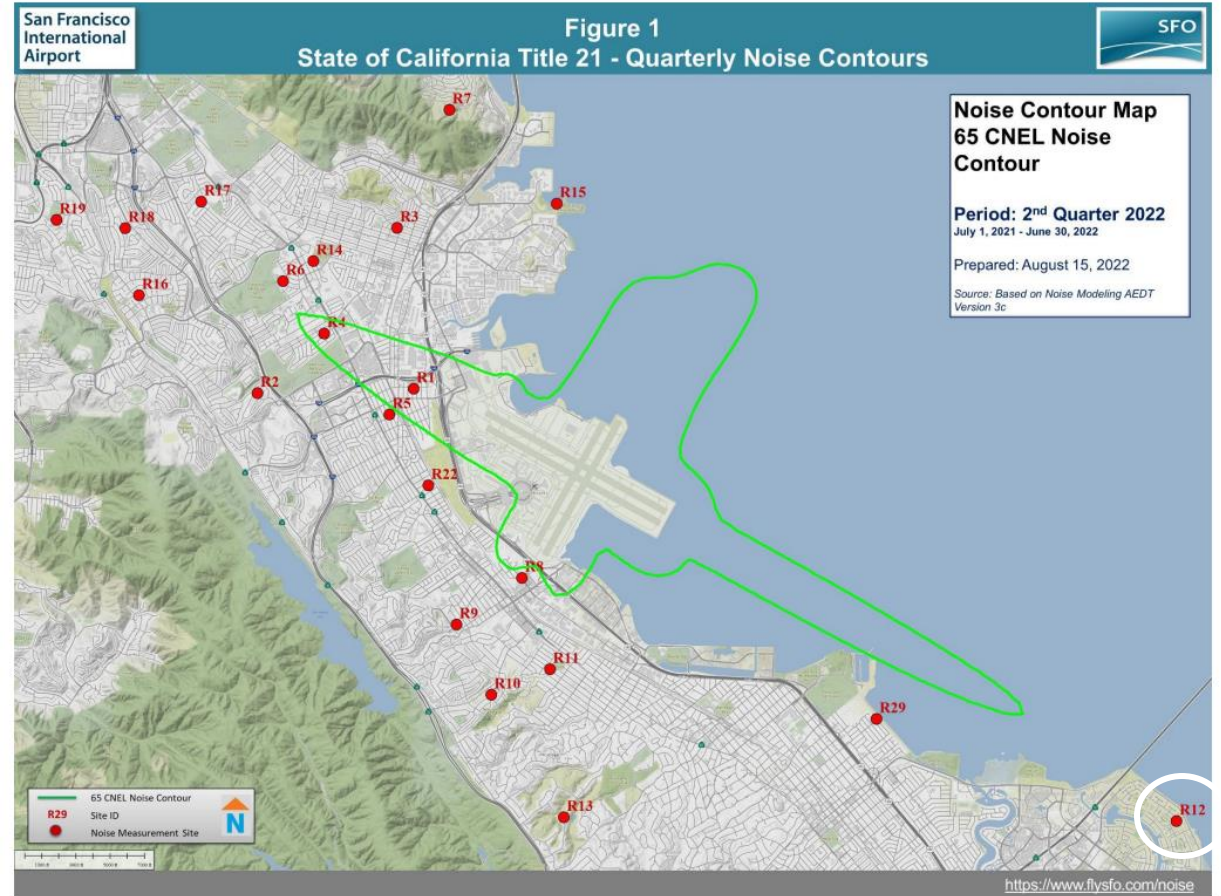 San Francisco
International
Airport
Figure 1
State of California Title 21 - Quarterly Noise Contours
SFO
Noise Contour Map
65 CNEL Noise
Contour
Period: 2nd Quarter 2022
July 1, 2021 - June 30, 2022
Prepared: August 15, 2022
Source: Based on Noise Modeling AEDT
Version 3c
R7
R15
R17
R19
R18
R3
R14
R6
R16
R4
R1
R2
R5
R22
R8
R9
R11
R10
R29
R13
R12
65 CNEL Noise Contour
R29 Site ID
Noise Measurement Site
N
https://www.flysfo.com/noise